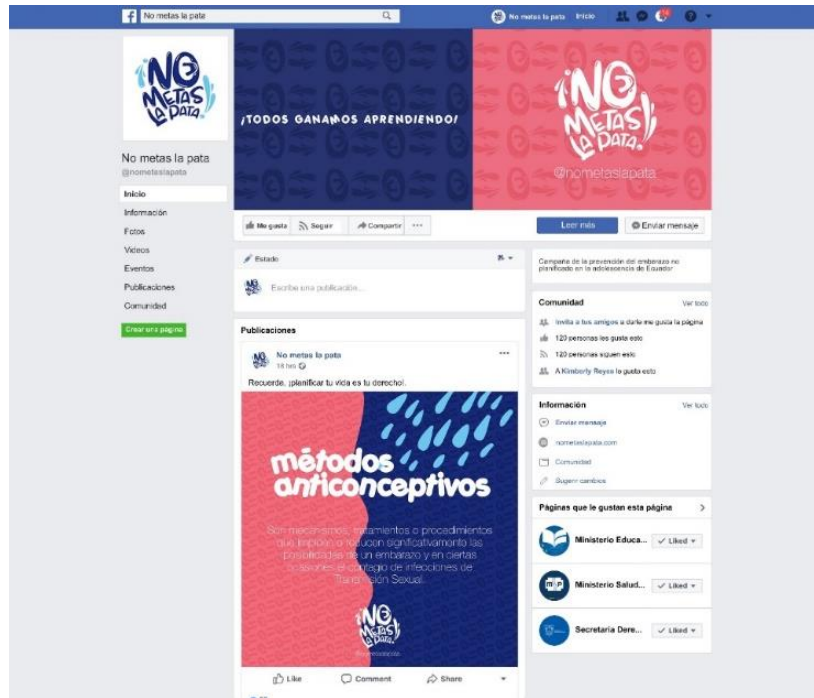 No metas la pata
No metas la pata Inicio
¡NO METAS LA PATA!
No metas la pata
@nometaslapata
Inicio
Información
Fotos
Videos
Eventos
Publicaciones
Comunidad
Crear una página
¡TODOS GANAMOS APRENDIENDO!
¡NO METAS LA PATA!
@nometaslapata
Me gusta Seguir Compartir ...
Leer más Enviar mensaje
Estado
Escribe una publicación...
Publicaciones
No metas la pata
18 hrs
Recuerda, ¡planificar tu vida es tu derecho!.
métodos
anticonceptivos
Son mecanismos, tratamientos o procedimientos
que impiden o reducen significativamente las
posibilidades de un embarazo y en ciertas
ocasiones el contagio de infecciones de
Transmisión Sexual.
¡NO METAS LA PATA!
@nometaslapata
Like Comment Share
Campaña de la prevención del embarazo no
planificado en la adolescencia de Ecuador
Comunidad Ver todo
Invita a tus amigos a darle me gusta la página
120 personas les gusta esto
120 personas siguen esto
A Kimberly Reyes le gusta esto
Información Ver todo
Enviar mensaje
nometaslapata.com
Comunidad
Sugerir cambios
Páginas que le gustan esta página
Ministerio Educa... Liked
Ministerio Salud... Liked
Secretaría Dere... Liked